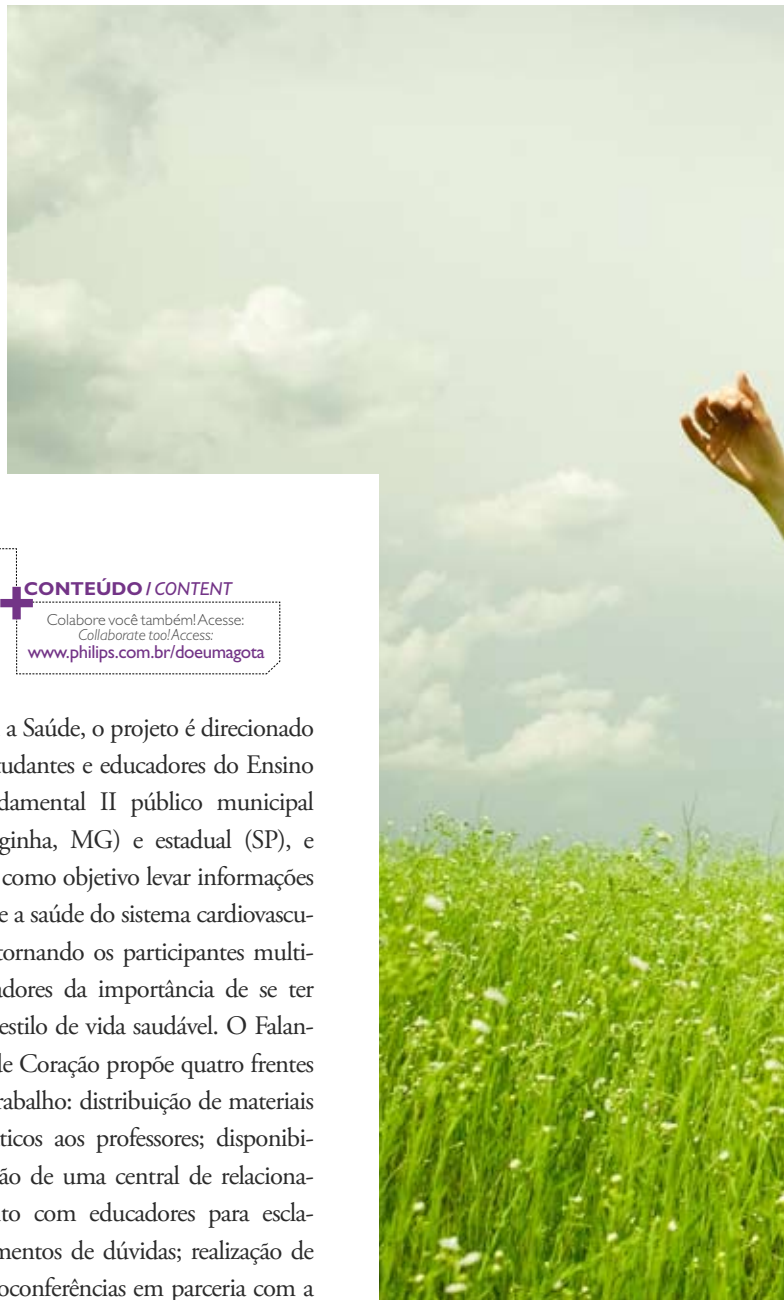 CONTEÚDO / CONTENT
Colabore você também! Acesse:
Collaborate too! Access:
www.philips.com.br/doeumagota
a Saúde, o projeto é direcionado
tudantes e educadores do Ensino
damental II público municipal
ginha, MG) e estadual (SP), e
como objetivo levar informações
e a saúde do sistema cardiovascu-
tornando os participantes multi-
adores da importância de se ter
estilo de vida saudável. O Falan-
le Coração propõe quatro frentes
rabalho: distribuição de materiais
ticos aos professores; disponibi-
ão de uma central de relaciona-
to com educadores para escla-
mentos de dúvidas; realização de
oconferências em parceria com a